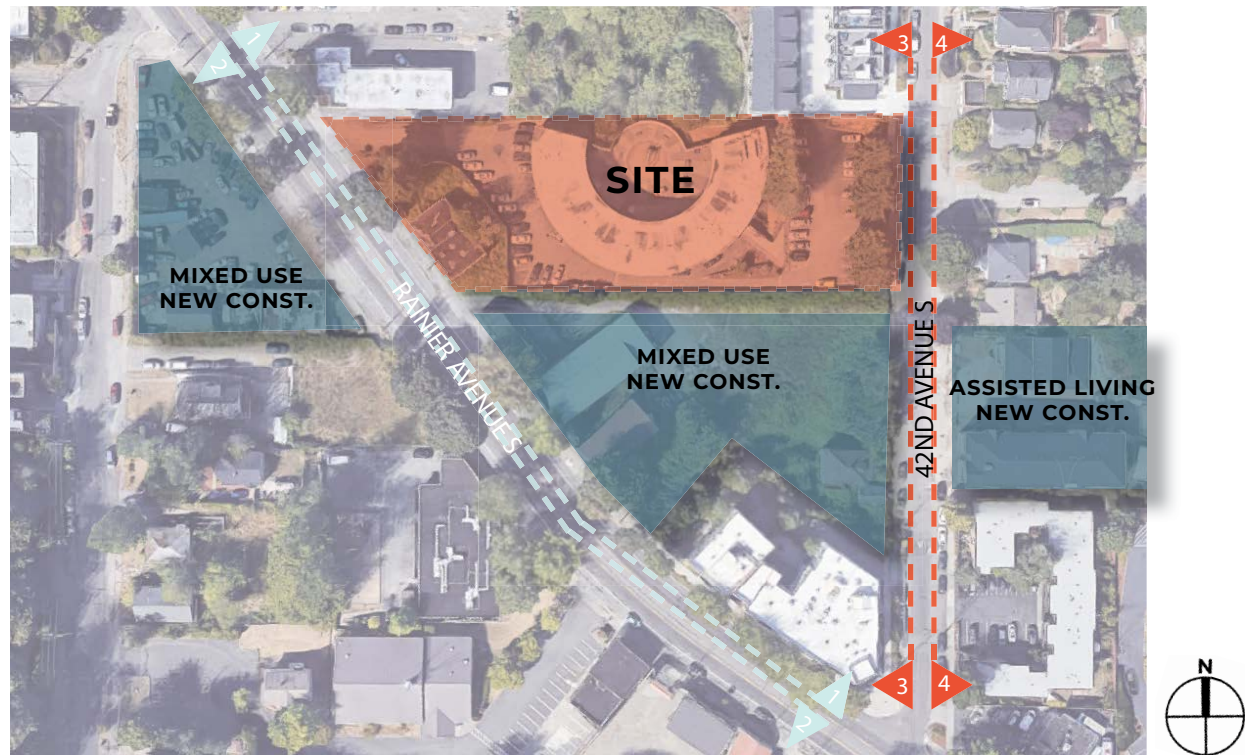 1
2
3
4
SITE
MIXED USE
NEW CONST.
RAINIER AVENUE S
MIXED USE
NEW CONST.
42ND AVENUE S
ASSISTED LIVING
NEW CONST.
3
4
1
2
N